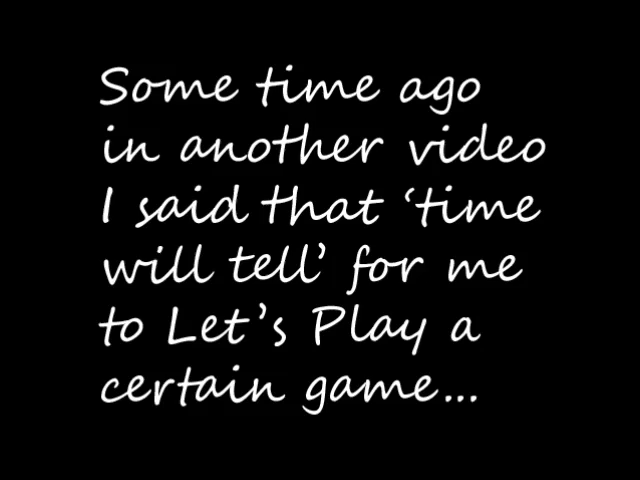 Some time ago
in another video
I said that ‘time
will tell’ for me
to Let’s Play a
certain game...